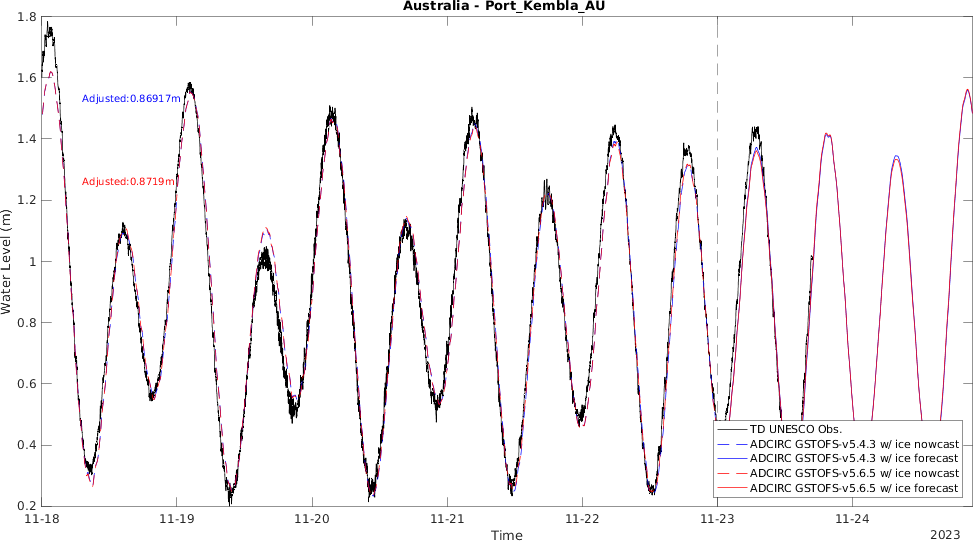 Australia - Port_Kembla_AU
Water Level (m)
1.8
1.6
1.4
1.2
1
0.8
0.6
0.4
0.2
Adjusted:0.86917m
Adjusted:0.8719m
TD UNESCO Obs.
ADCIRC GSTOFS-v5.4.3 w/ ice nowcast
ADCIRC GSTOFS-v5.4.3 w/ ice forecast
ADCIRC GSTOFS-v5.6.5 w/ ice nowcast
ADCIRC GSTOFS-v5.6.5 w/ ice forecast
11-18 11-19 11-20 11-21 11-22 11-23 11-24
Time
2023